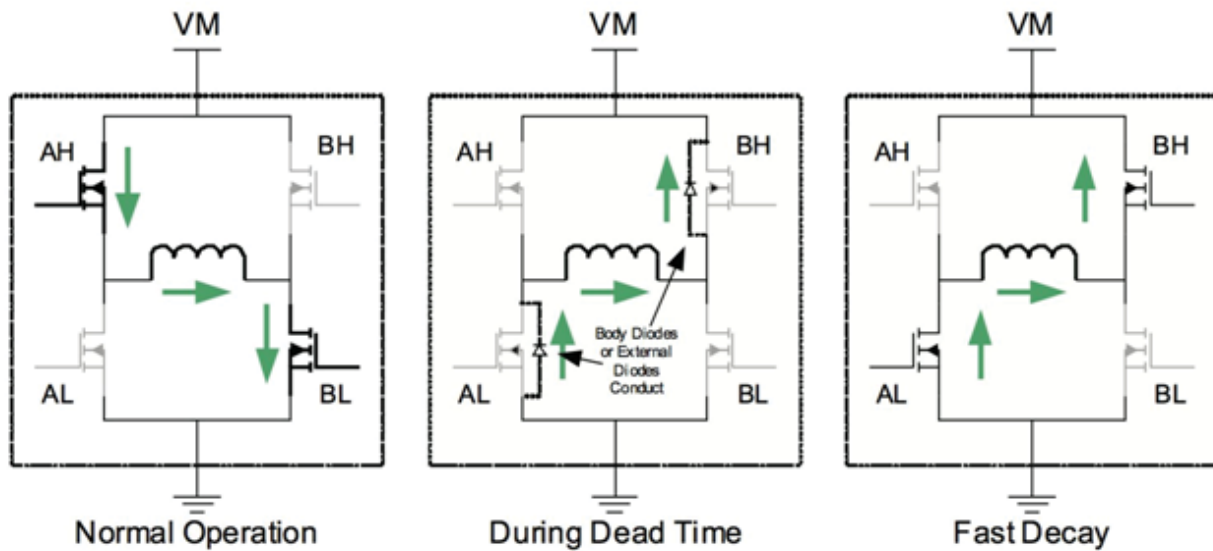 VM
AH
BH
AL
BL
Normal Operation
VM
AH
BH
Body Diodes
or External
Diodes
Conduct
AL
BL
During Dead Time
VM
AH
BH
AL
BL
Fast Decay